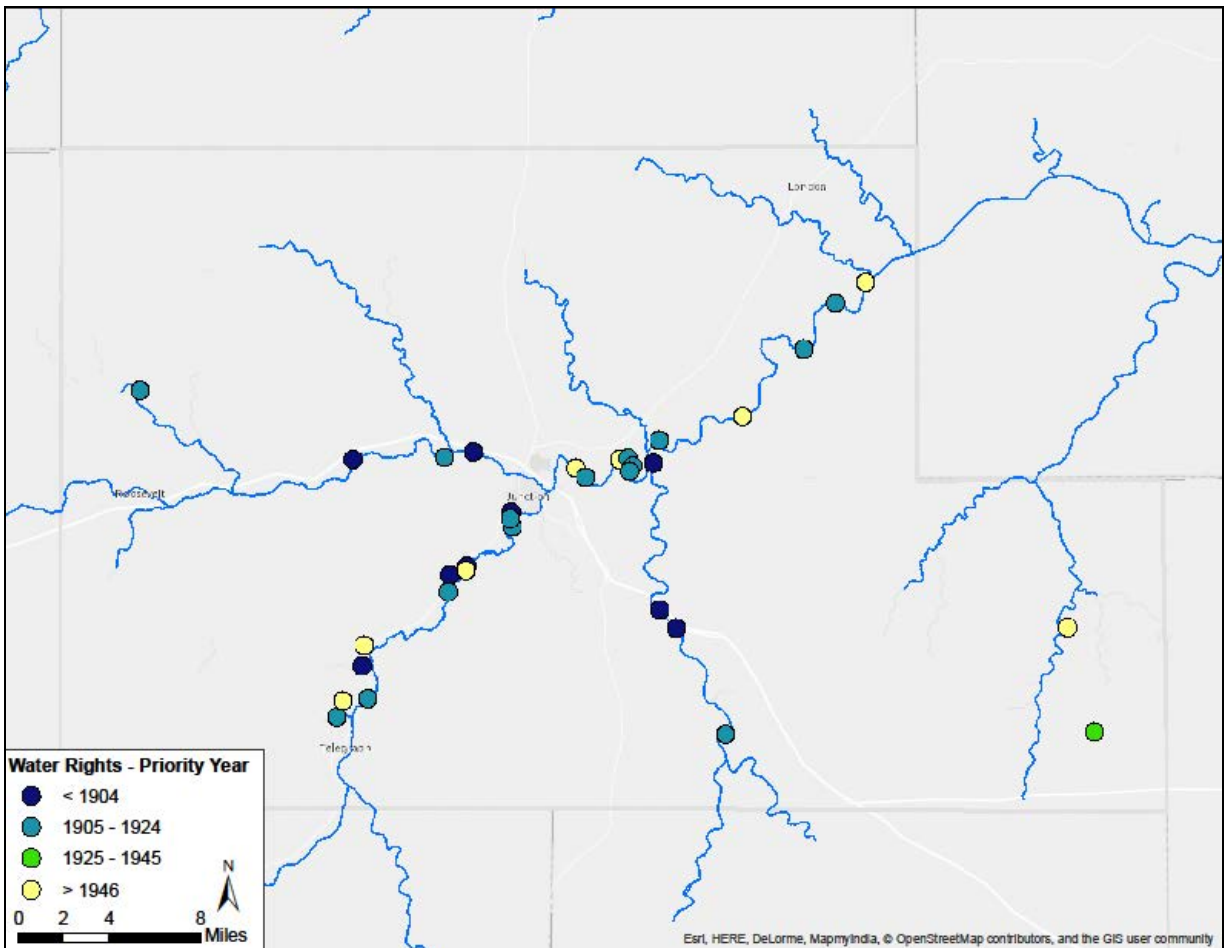 London
Roosevelt
Junction
Telegraph
Water Rights - Priority Year
< 1904
1905 - 1924
1925 - 1945
> 1946
N
0 2 4 8
Miles
Esri, HERE, DeLorme, MapmyIndia, © OpenStreetMap contributors, and the GIS user community